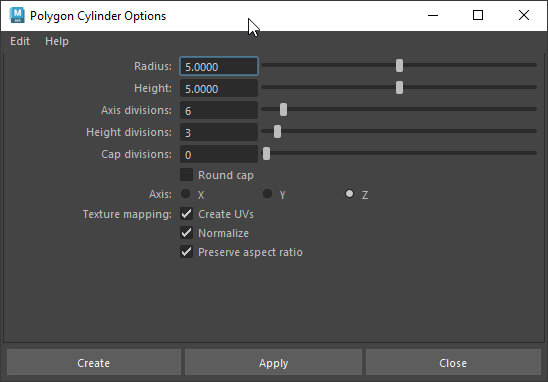 Polygon Cylinder Options
Edit Help
Radius: 5.0000
Height: 5.0000
Axis divisions: 6
Height divisions: 3
Cap divisions: 0
Round cap
Axis: X Y Z
Texture mapping: Create UVs
Normalize
Preserve aspect ratio
Create Apply Close